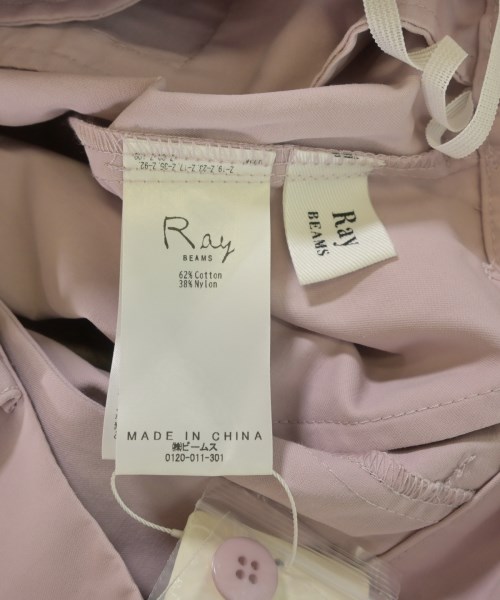 Ray
BEAMS
62% Cotton
38% Nylon
MADE IN CHINA
㈱ビームス
0120-011-301
Ray
BEAMS